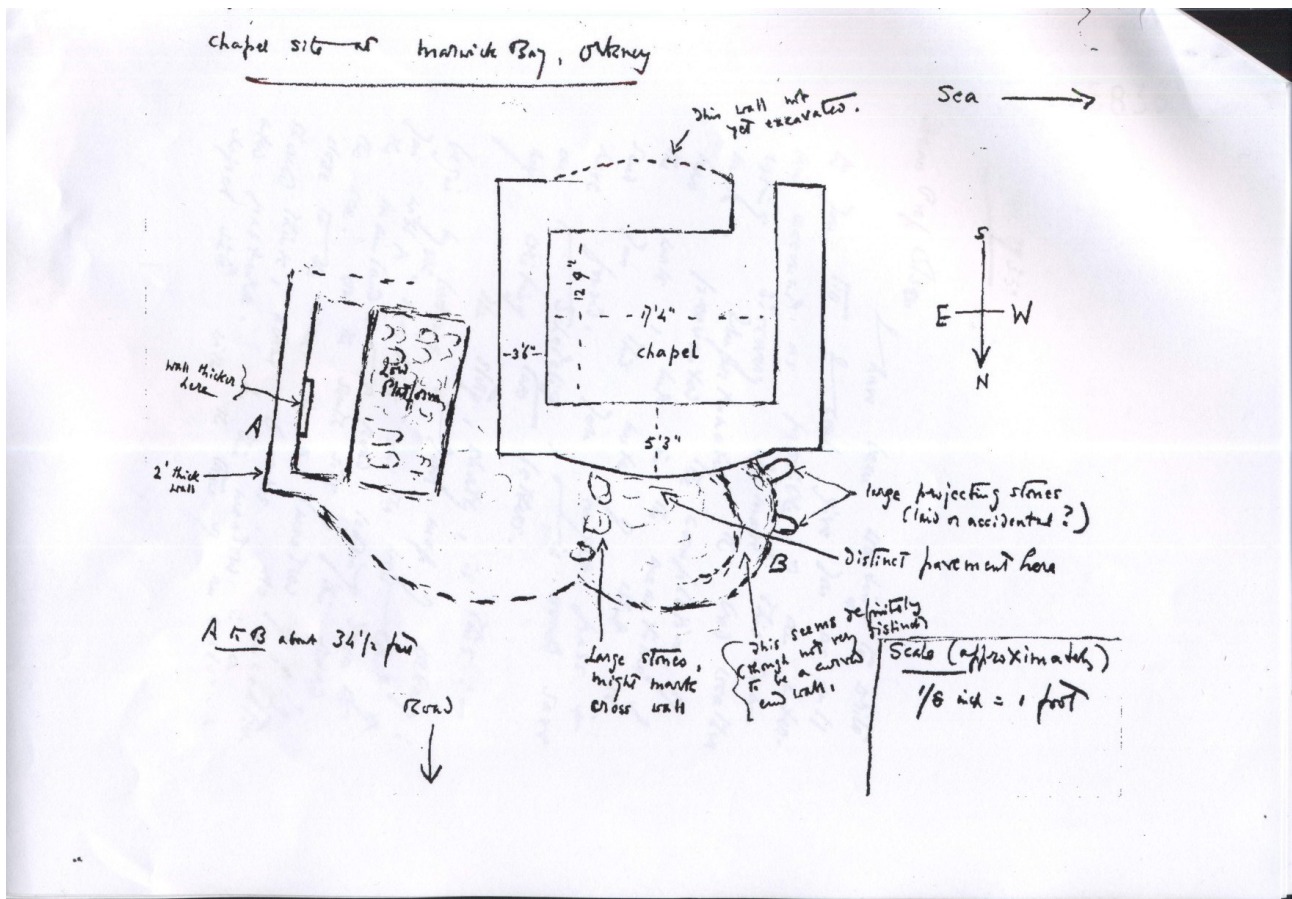 Chapel site at Marwick Bay, Orkney
This wall not
yet excavated.
Sea
S
E W
N
12'9"
17'4"
3'6"
chapel
Low
Platform
Wall thicker
here
A
2' thick
wall
5'3"
large projecting stones
(laid or accidental?)
B
Distinct pavement here
A to B about 34½ feet
Large stones,
might mark
cross wall
This seems definitely
(though not very distinct)
to be a curved
end wall.
Road
Scale (approximately)
1/8 inch = 1 foot